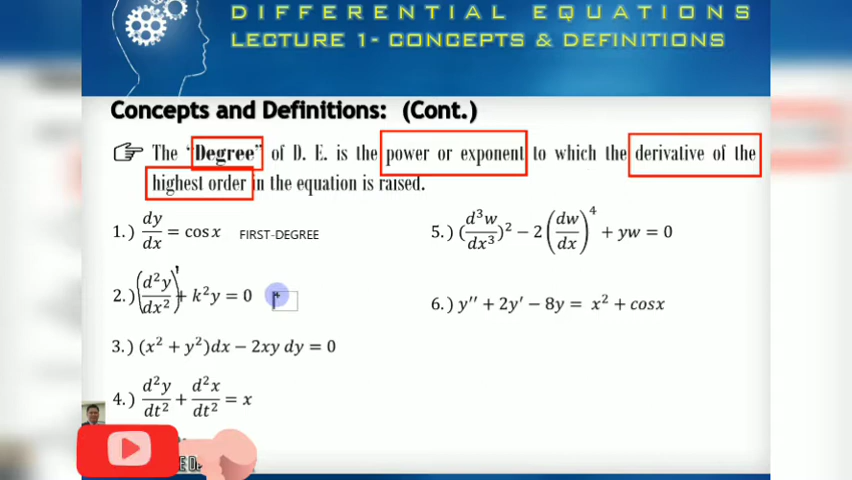 DIFFERENTIAL EQUATIONS
LECTURE 1- CONCEPTS & DEFINITIONS
Concepts and Definitions: (Cont.)
The "Degree" of D. E. is the power or exponent to which the derivative of the
highest order in the equation is raised.
1.) dy/dx = cos x FIRST-DEGREE
2.) (d²y/dx²)¹ + k²y = 0
3.) (x² + y²)dx − 2xy dy = 0
4.) d²y/dt² + d²x/dt² = x
5.) (d³w/dx³)² − 2(dw/dx)⁴ + yw = 0
6.) y'' + 2y' − 8y = x² + cosx